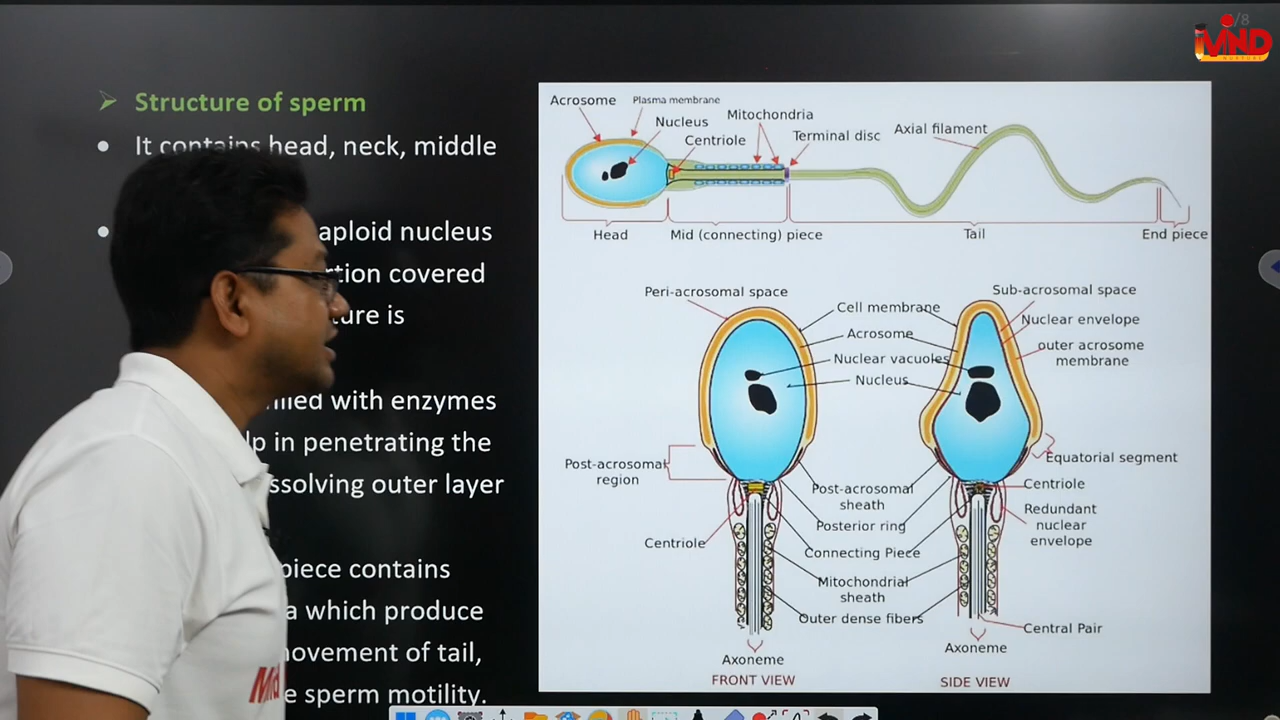 /8
MIND
NURTURE
➤ Structure of sperm
• It contains head, neck, middle
• aploid nucleus
rtion covered
ture is
filled with enzymes
lp in penetrating the
ssolving outer layer
piece contains
a which produce
movement of tail,
e sperm motility.
Acrosome
Plasma membrane
Nucleus
Mitochondria
Centriole
Terminal disc
Axial filament
Head
Mid (connecting) piece
Tail
End piece
Peri-acrosomal space
Cell membrane
Acrosome
Nuclear vacuoles
Nucleus
Sub-acrosomal space
Nuclear envelope
outer acrosome
membrane
Post-acrosomal
region
Equatorial segment
Post-acrosomal
sheath
Posterior ring
Connecting Piece
Centriole
Centriole
Redundant
nuclear
envelope
Mitochondrial
sheath
Outer dense fibers
Central Pair
Axoneme
Axoneme
FRONT VIEW
SIDE VIEW